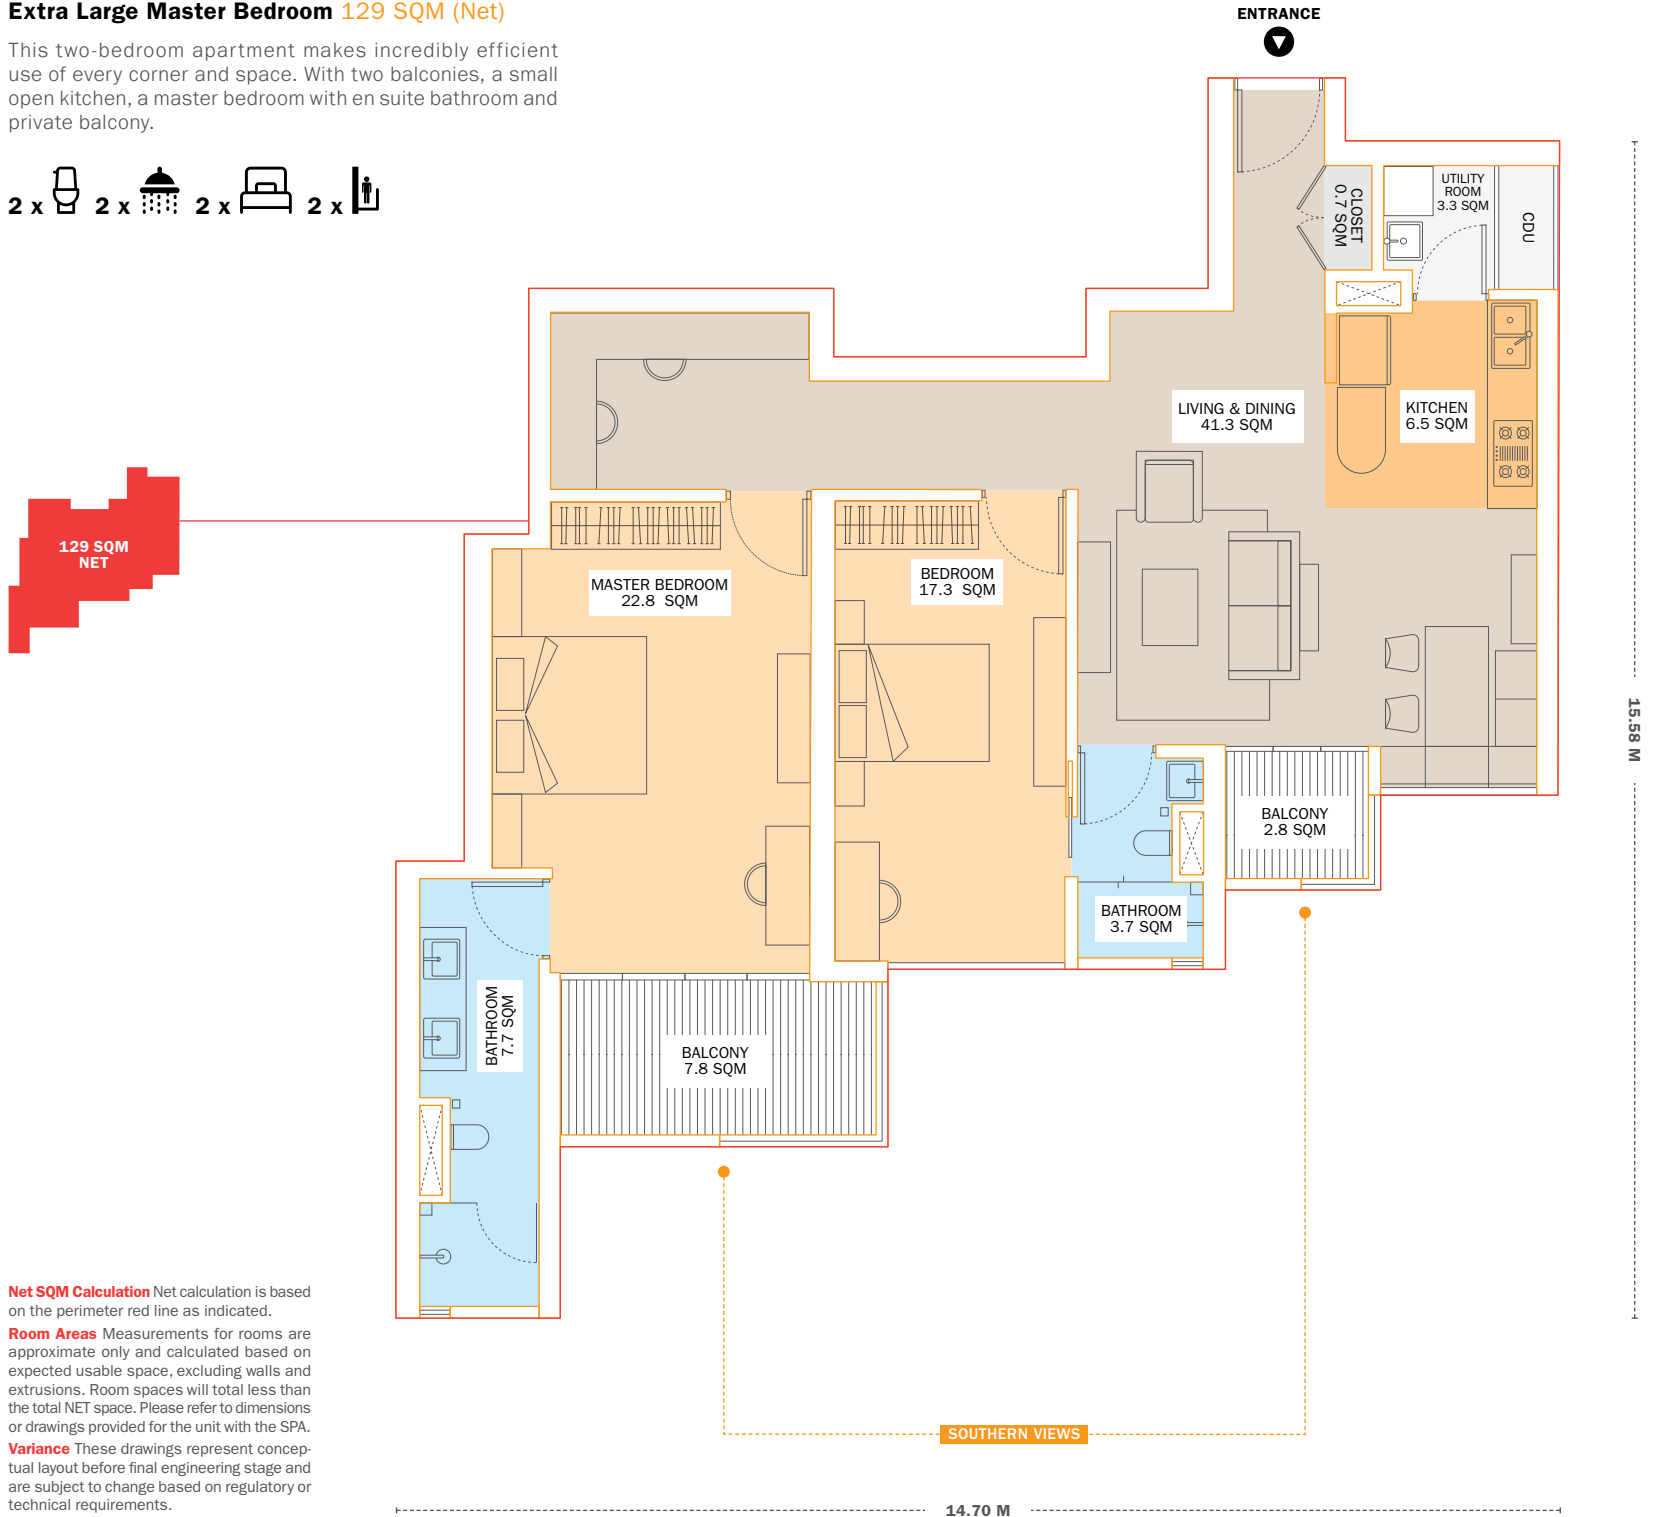 Extra Large Master Bedroom 129 SQM (Net)
This two-bedroom apartment makes incredibly efficient
use of every corner and space. With two balconies, a small
open kitchen, a master bedroom with en suite bathroom and
private balcony.
2 x 2 x 2 x 2 x
ENTRANCE
CLOSET
0.7 SQM
UTILITY
ROOM
3.3 SQM
CDU
LIVING & DINING
41.3 SQM
KITCHEN
6.5 SQM
129 SQM
NET
MASTER BEDROOM
22.8 SQM
BEDROOM
17.3 SQM
15.58 M
BALCONY
2.8 SQM
BATHROOM
3.7 SQM
BATHROOM
7.7 SQM
BALCONY
7.8 SQM
Net SQM Calculation Net calculation is based
on the perimeter red line as indicated.
Room Areas Measurements for rooms are
approximate only and calculated based on
expected usable space, excluding walls and
extrusions. Room spaces will total less than
the total NET space. Please refer to dimensions
or drawings provided for the unit with the SPA.
Variance These drawings represent concep-
tual layout before final engineering stage and
are subject to change based on regulatory or
technical requirements.
SOUTHERN VIEWS
14.70 M